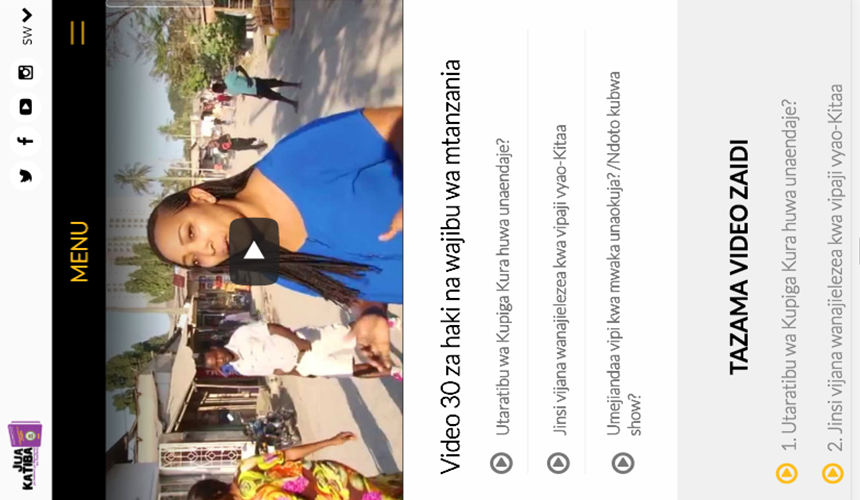 JUA
KATIBA
SW
MENU
Video 30 za haki na wajibu wa mtanzania
Utaratibu wa Kupiga Kura huwa unaendaje?
Jinsi vijana wanajielezea kwa vipaji vyao-Kitaa
Umejiandaa vipi kwa mwaka unaokuja? /Ndoto kubwa
show?
TAZAMA VIDEO ZAIDI
1. Utaratibu wa Kupiga Kura huwa unaendaje?
2. Jinsi vijana wanajielezea kwa vipaji vyao-Kitaa